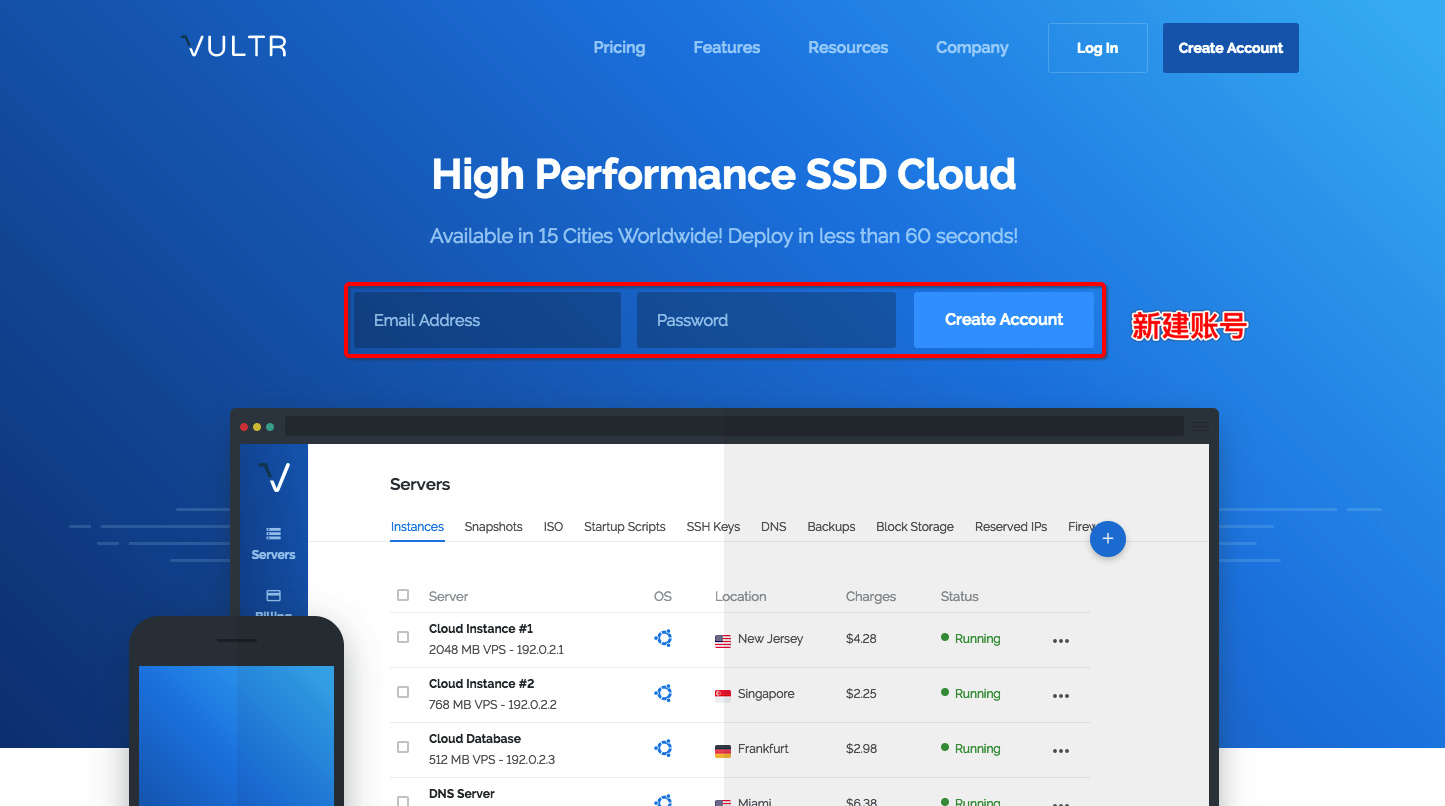 VULTR
Pricing Features Resources Company Log In Create Account
High Performance SSD Cloud
Available in 15 Cities Worldwide! Deploy in less than 60 seconds!
Email Address Password Create Account 新建账号
Servers
Instances Snapshots ISO Startup Scripts SSH Keys DNS Backups Block Storage Reserved IPs
+
Servers
Server OS Location Charges Status
Billing
Cloud Instance #1
2048 MB VPS - 192.0.2.1 New Jersey $4.28 Running
Cloud Instance #2
768 MB VPS - 192.0.2.2 Singapore $2.25 Running
Cloud Database
512 MB VPS - 192.0.2.3 Frankfurt $2.98 Running
DNS Server
Miami $6.38 Running